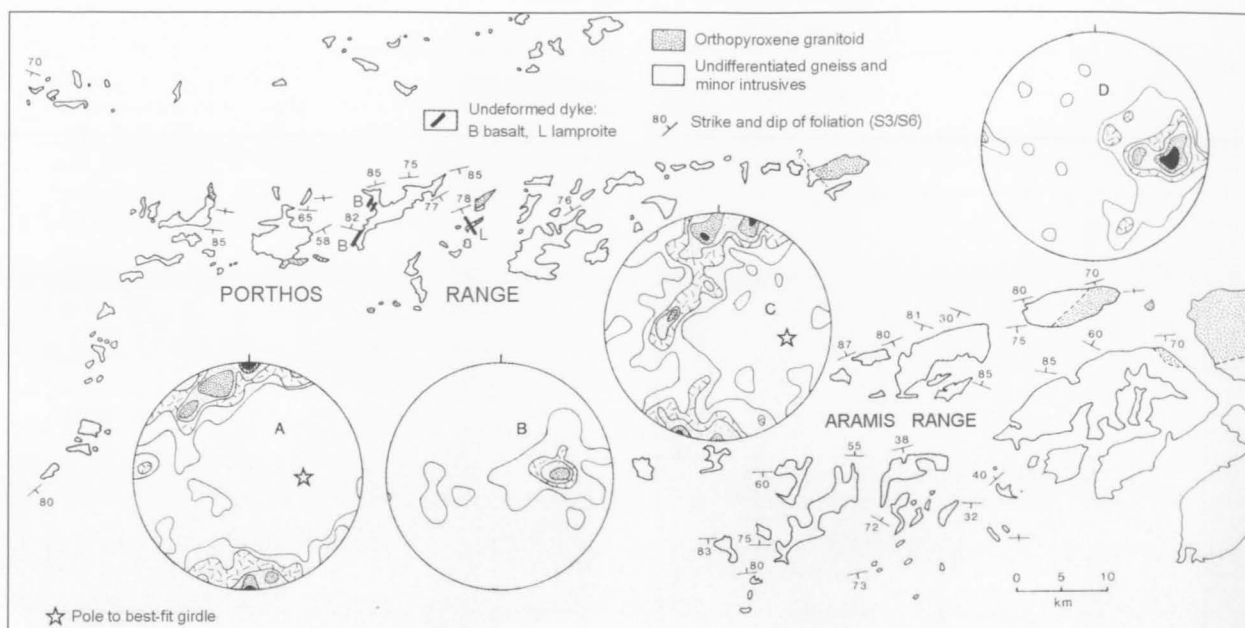 Orthopyroxene granitoid
Undifferentiated gneiss and
minor intrusives
Undeformed dyke:
B basalt, L lamproite
80 Strike and dip of foliation (S3/S6)
D
70
85
75
85
?
B
65
82
77
78
76
85
58
B
L
PORTHOS RANGE
C
70
80
81
30
75
60
70
87
80
85
85
ARAMIS RANGE
A
B
55
38
60
40
80
72
32
83
75
80
73
0 10
km
Pole to best-fit girdle